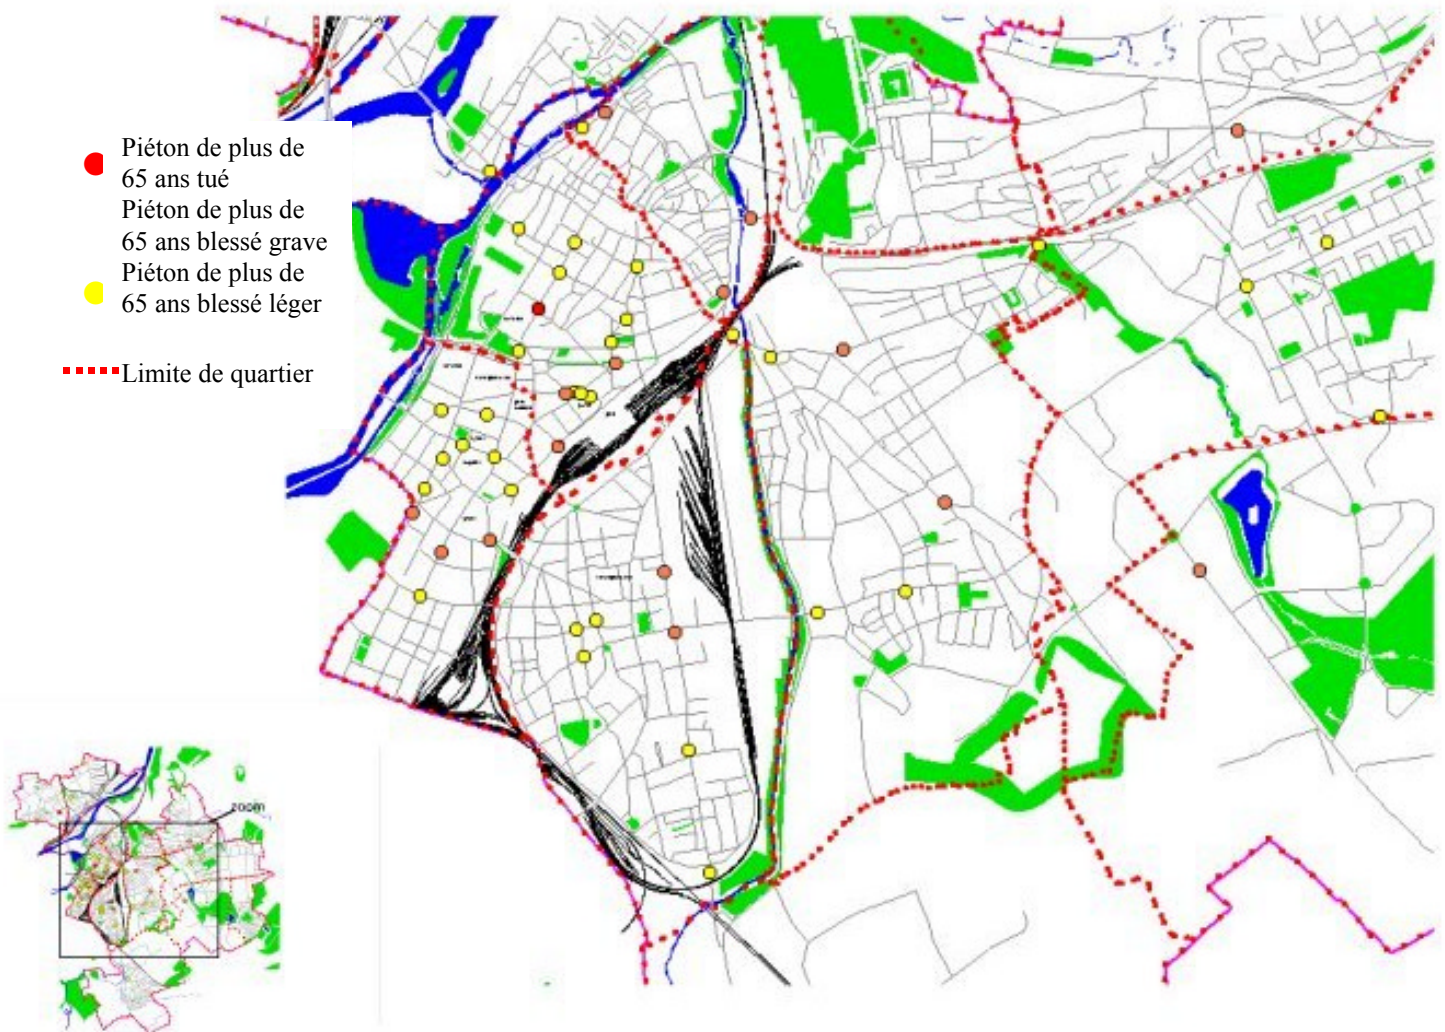 Piéton de plus de
65 ans tué
Piéton de plus de
65 ans blessé grave
Piéton de plus de
65 ans blessé léger
Limite de quartier
zoom